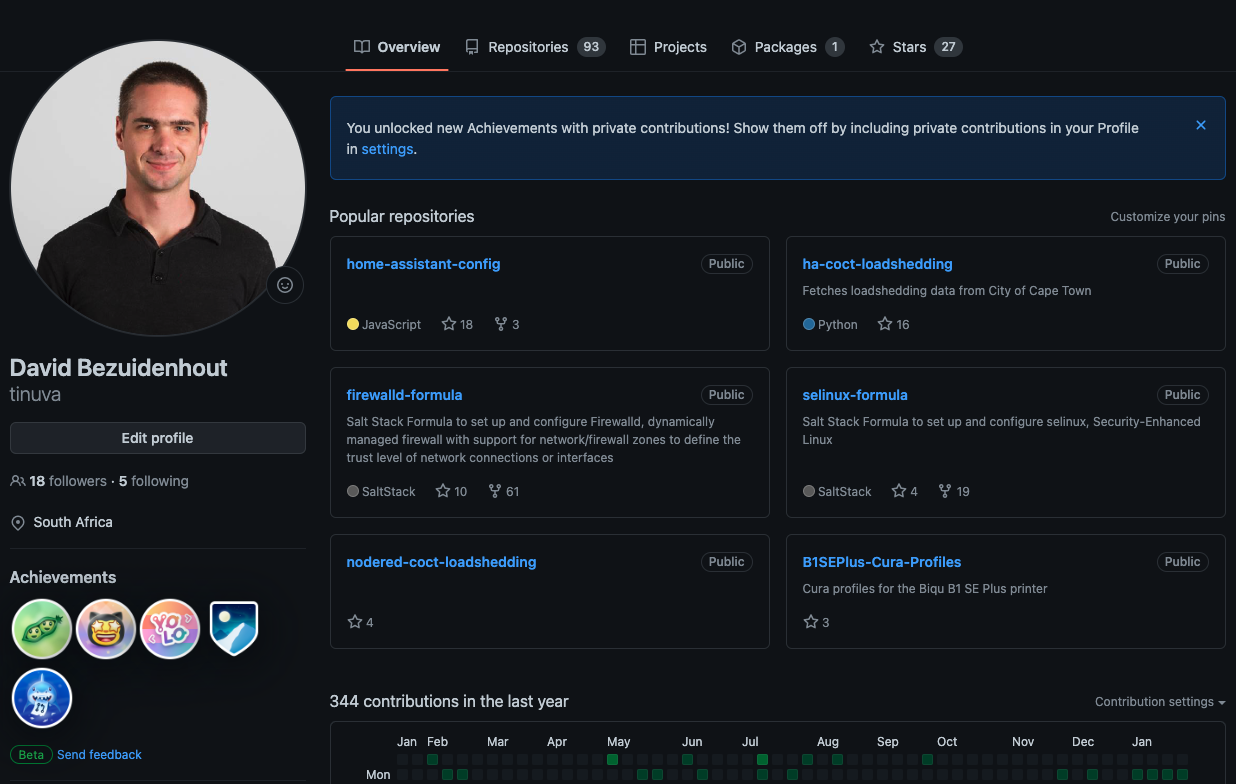 Overview
Repositories 93
Projects
Packages 1
Stars 27
You unlocked new Achievements with private contributions! Show them off by including private contributions in your Profile
in settings.
Popular repositories
Customize your pins
home-assistant-config
Public
JavaScript 18 3
ha-coct-loadshedding
Public
Fetches loadshedding data from City of Cape Town
Python 16
David Bezuidenhout
tinuva
Edit profile
18 followers · 5 following
South Africa
firewalld-formula
Public
Salt Stack Formula to set up and configure Firewalld, dynamically
managed firewall with support for network/firewall zones to define the
trust level of network connections or interfaces
SaltStack 10 61
selinux-formula
Public
Salt Stack Formula to set up and configure selinux, Security-Enhanced
Linux
SaltStack 4 19
Achievements
YOLO
Beta Send feedback
nodered-coct-loadshedding
Public
4
B1SEPlus-Cura-Profiles
Public
Cura profiles for the Biqu B1 SE Plus printer
3
344 contributions in the last year
Contribution settings
Jan Feb Mar Apr May Jun Jul Aug Sep Oct Nov Dec Jan
Mon